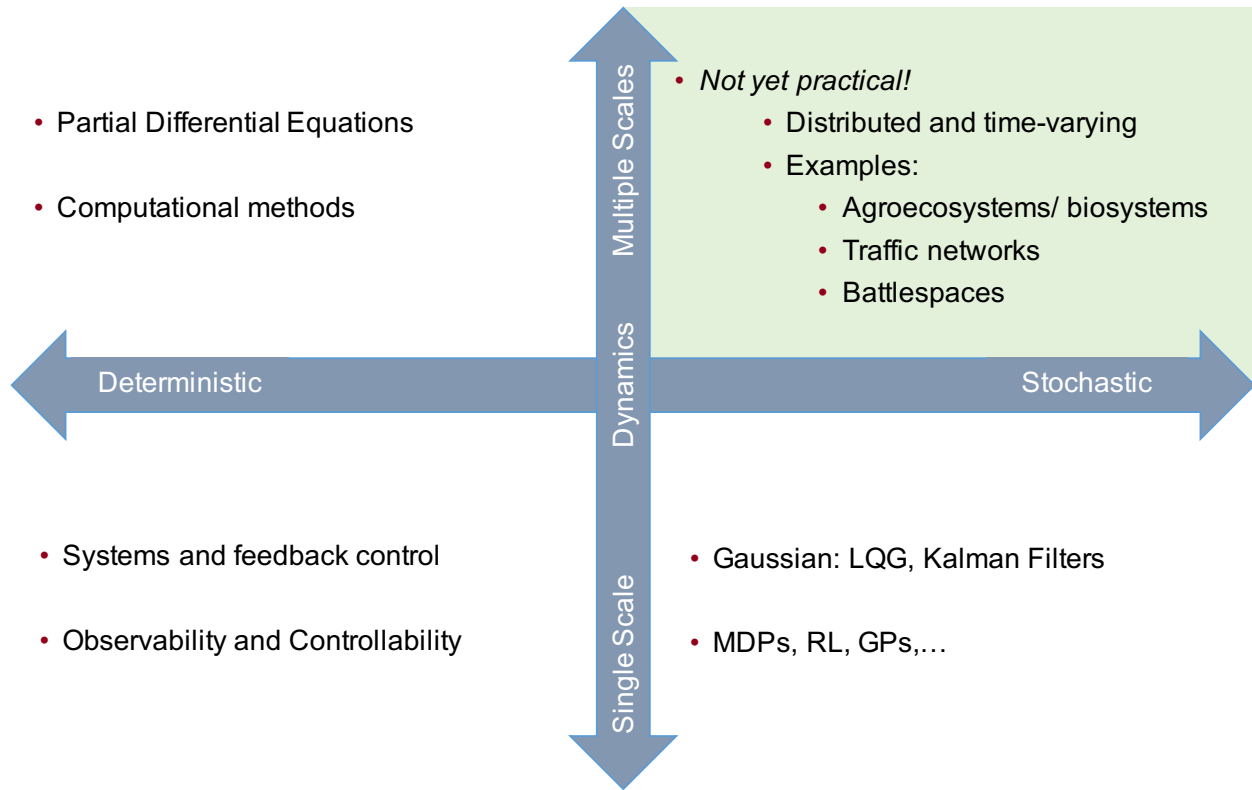 • Partial Differential Equations
• Computational methods
Multiple Scales
• Not yet practical!
• Distributed and time-varying
• Examples:
• Agroecosystems/ biosystems
• Traffic networks
• Battlespaces
Deterministic
Dynamics
Stochastic
• Systems and feedback control
• Observability and Controllability
Single Scale
• Gaussian: LQG, Kalman Filters
• MDPs, RL, GPs,...